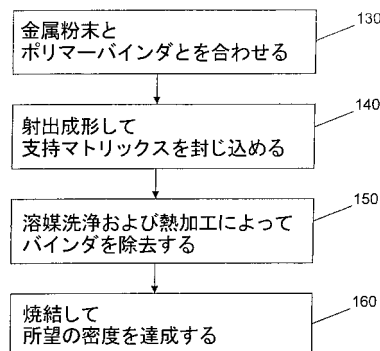 130
金属粉末と
ポリマーバインダとを合わせる
140
射出成形して
支持マトリックスを封じ込める
150
溶媒洗浄および熱加工によって
バインダを除去する
160
焼結して
所望の密度を達成する